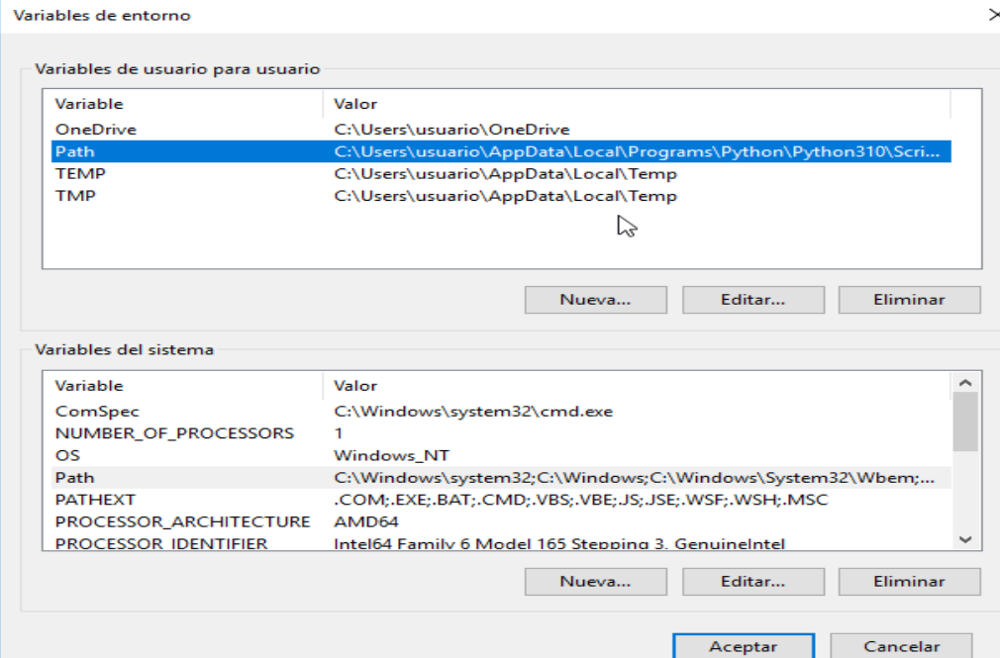 Variables de entorno
Variables de usuario para usuario
Variable Valor
OneDrive C:\Users\usuario\OneDrive
Path C:\Users\usuario\AppData\Local\Programs\Python\Python310\Scri...
TEMP C:\Users\usuario\AppData\Local\Temp
TMP C:\Users\usuario\AppData\Local\Temp
Nueva... Editar... Eliminar
Variables del sistema
Variable Valor
ComSpec C:\Windows\system32\cmd.exe
NUMBER_OF_PROCESSORS 1
OS Windows_NT
Path C:\Windows\system32;C:\Windows;C:\Windows\System32\Wbem;...
PATHEXT .COM;.EXE;.BAT;.CMD;.VBS;.VBE;.JS;.JSE;.WSF;.WSH;.MSC
PROCESSOR_ARCHITECTURE AMD64
PROCESSOR_IDENTIFIER Intel64 Family 6 Model 165 Stepping 3, GenuineIntel
Nueva... Editar... Eliminar
Aceptar Cancelar